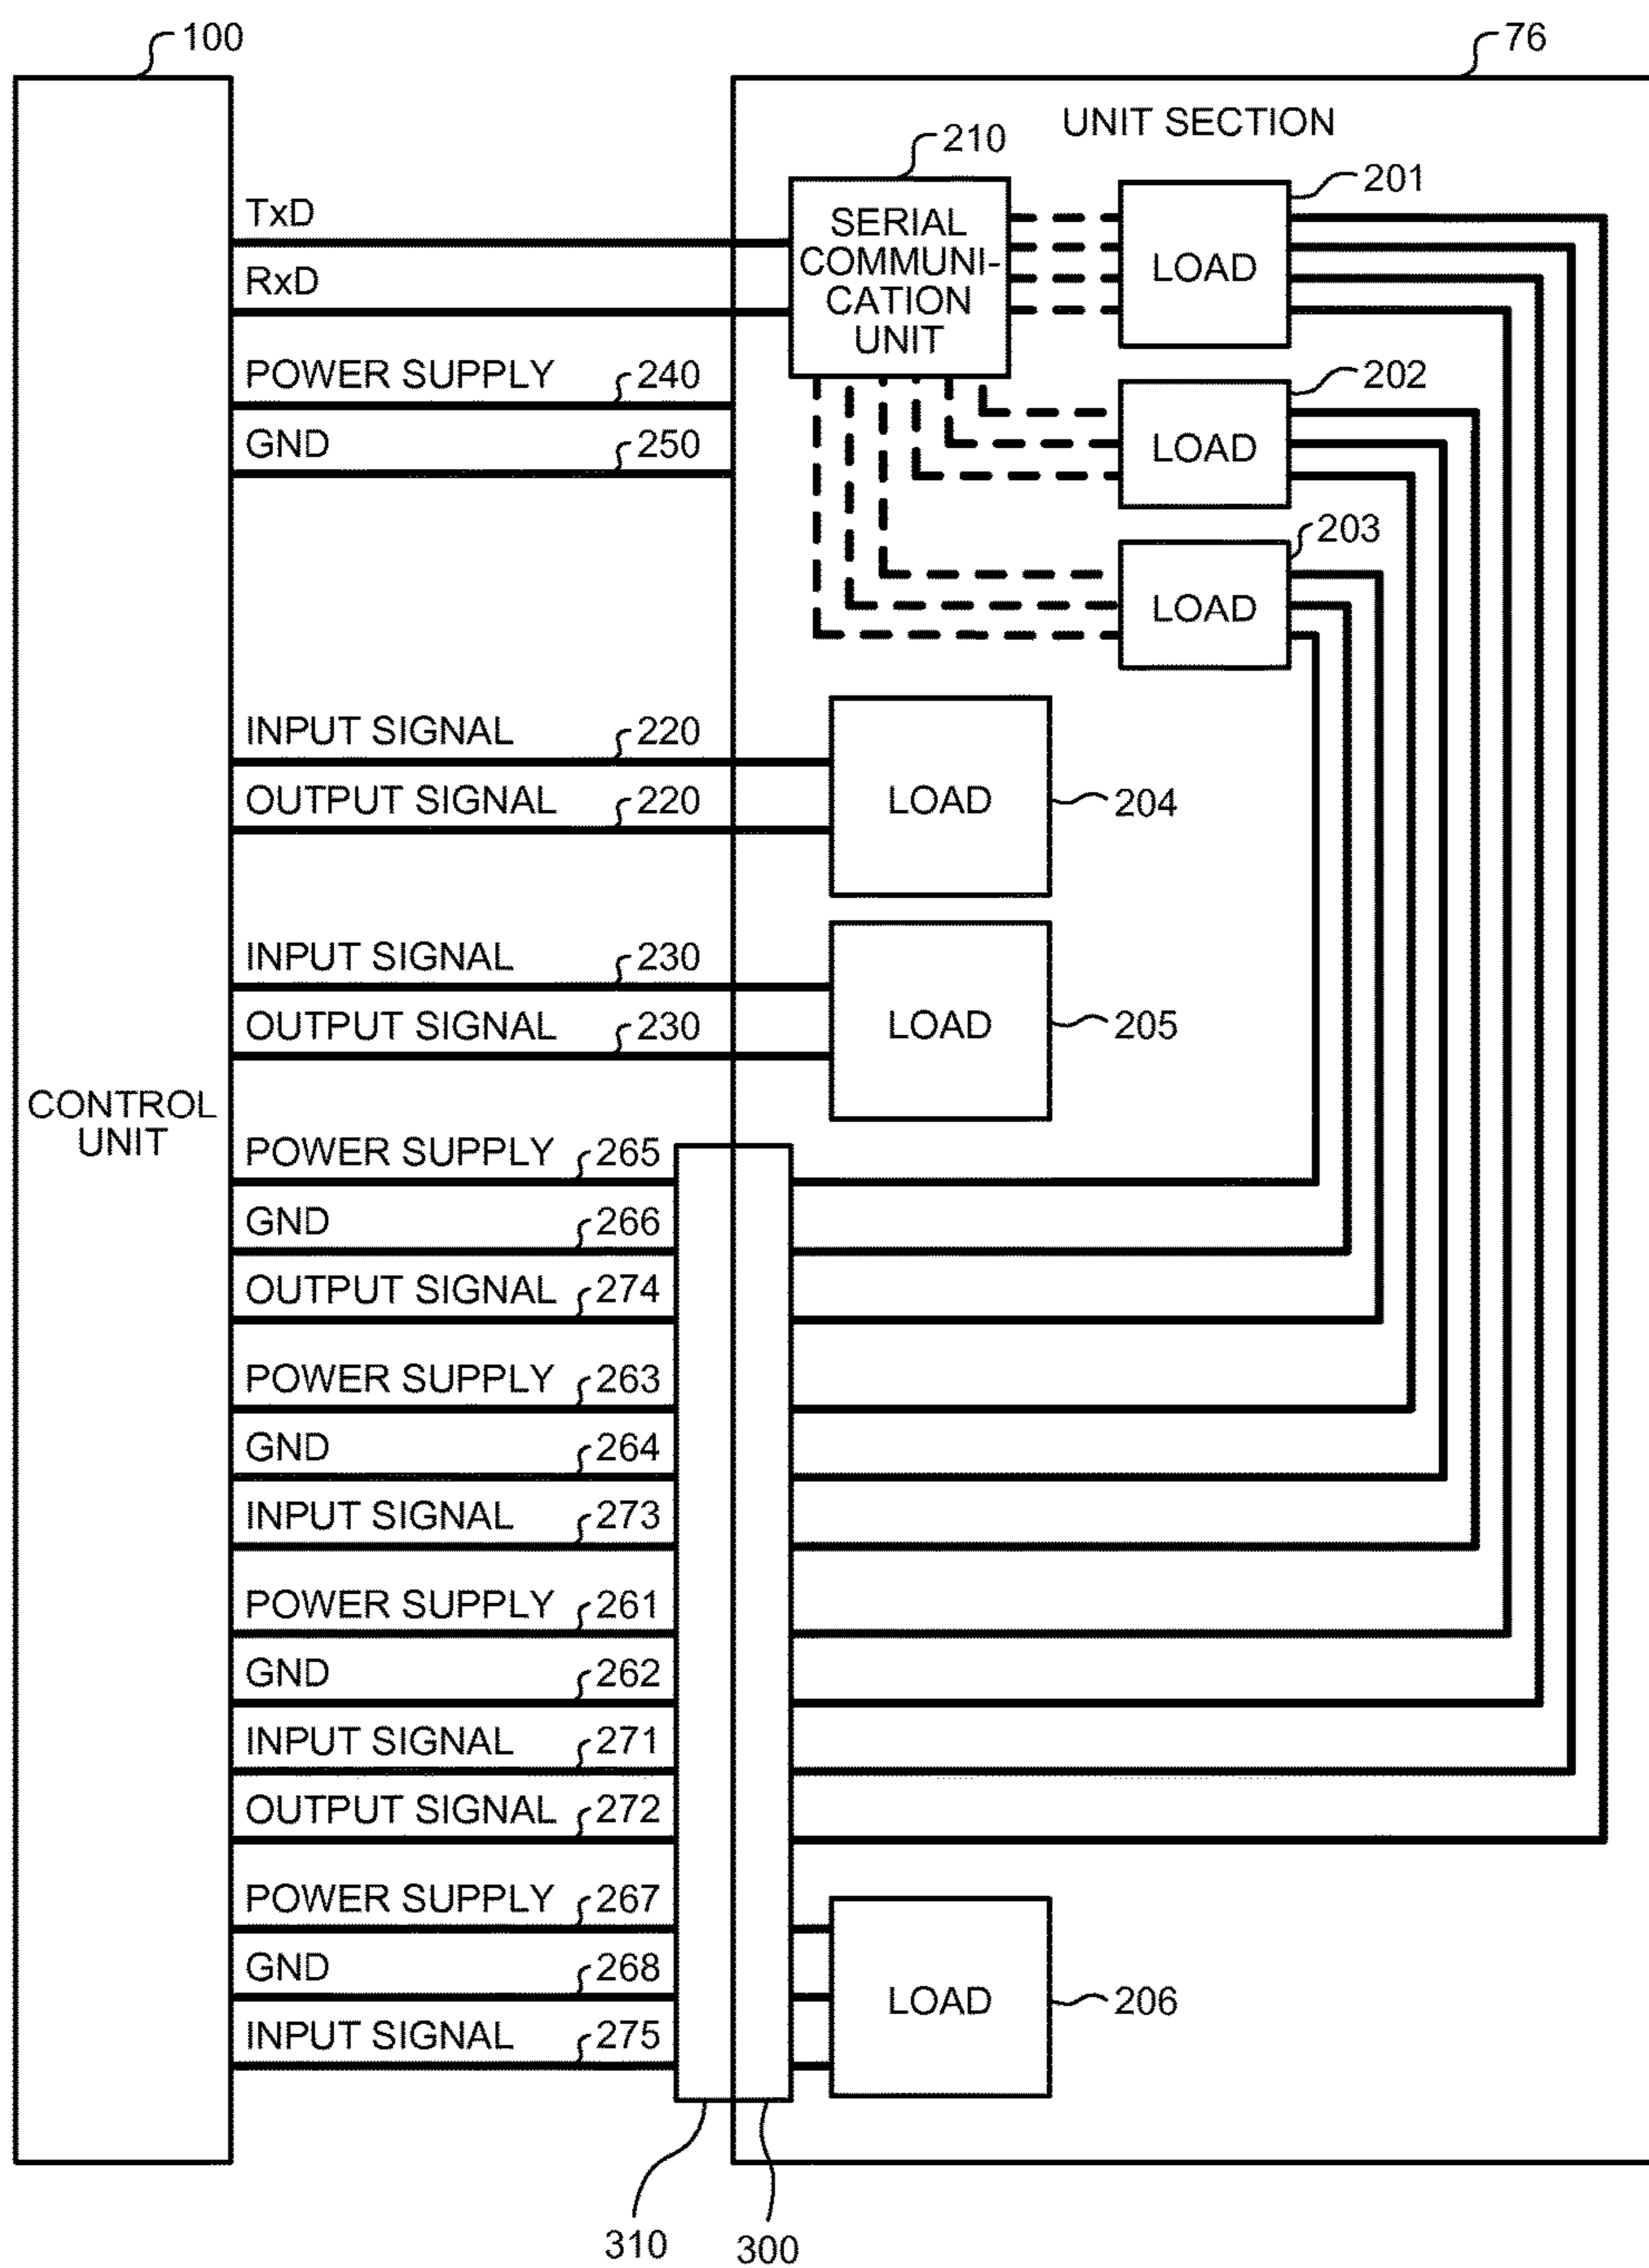 100
76
UNIT SECTION
210
SERIAL
COMMUNI-
CATION
UNIT
201
LOAD
TxD
RxD
POWER SUPPLY 240
GND 250
202
LOAD
203
LOAD
INPUT SIGNAL 220
OUTPUT SIGNAL 220
LOAD 204
INPUT SIGNAL 230
OUTPUT SIGNAL 230
LOAD 205
CONTROL
UNIT
POWER SUPPLY 265
GND 266
OUTPUT SIGNAL 274
POWER SUPPLY 263
GND 264
INPUT SIGNAL 273
POWER SUPPLY 261
GND 262
INPUT SIGNAL 271
OUTPUT SIGNAL 272
POWER SUPPLY 267
GND 268
INPUT SIGNAL 275
LOAD 206
310 300